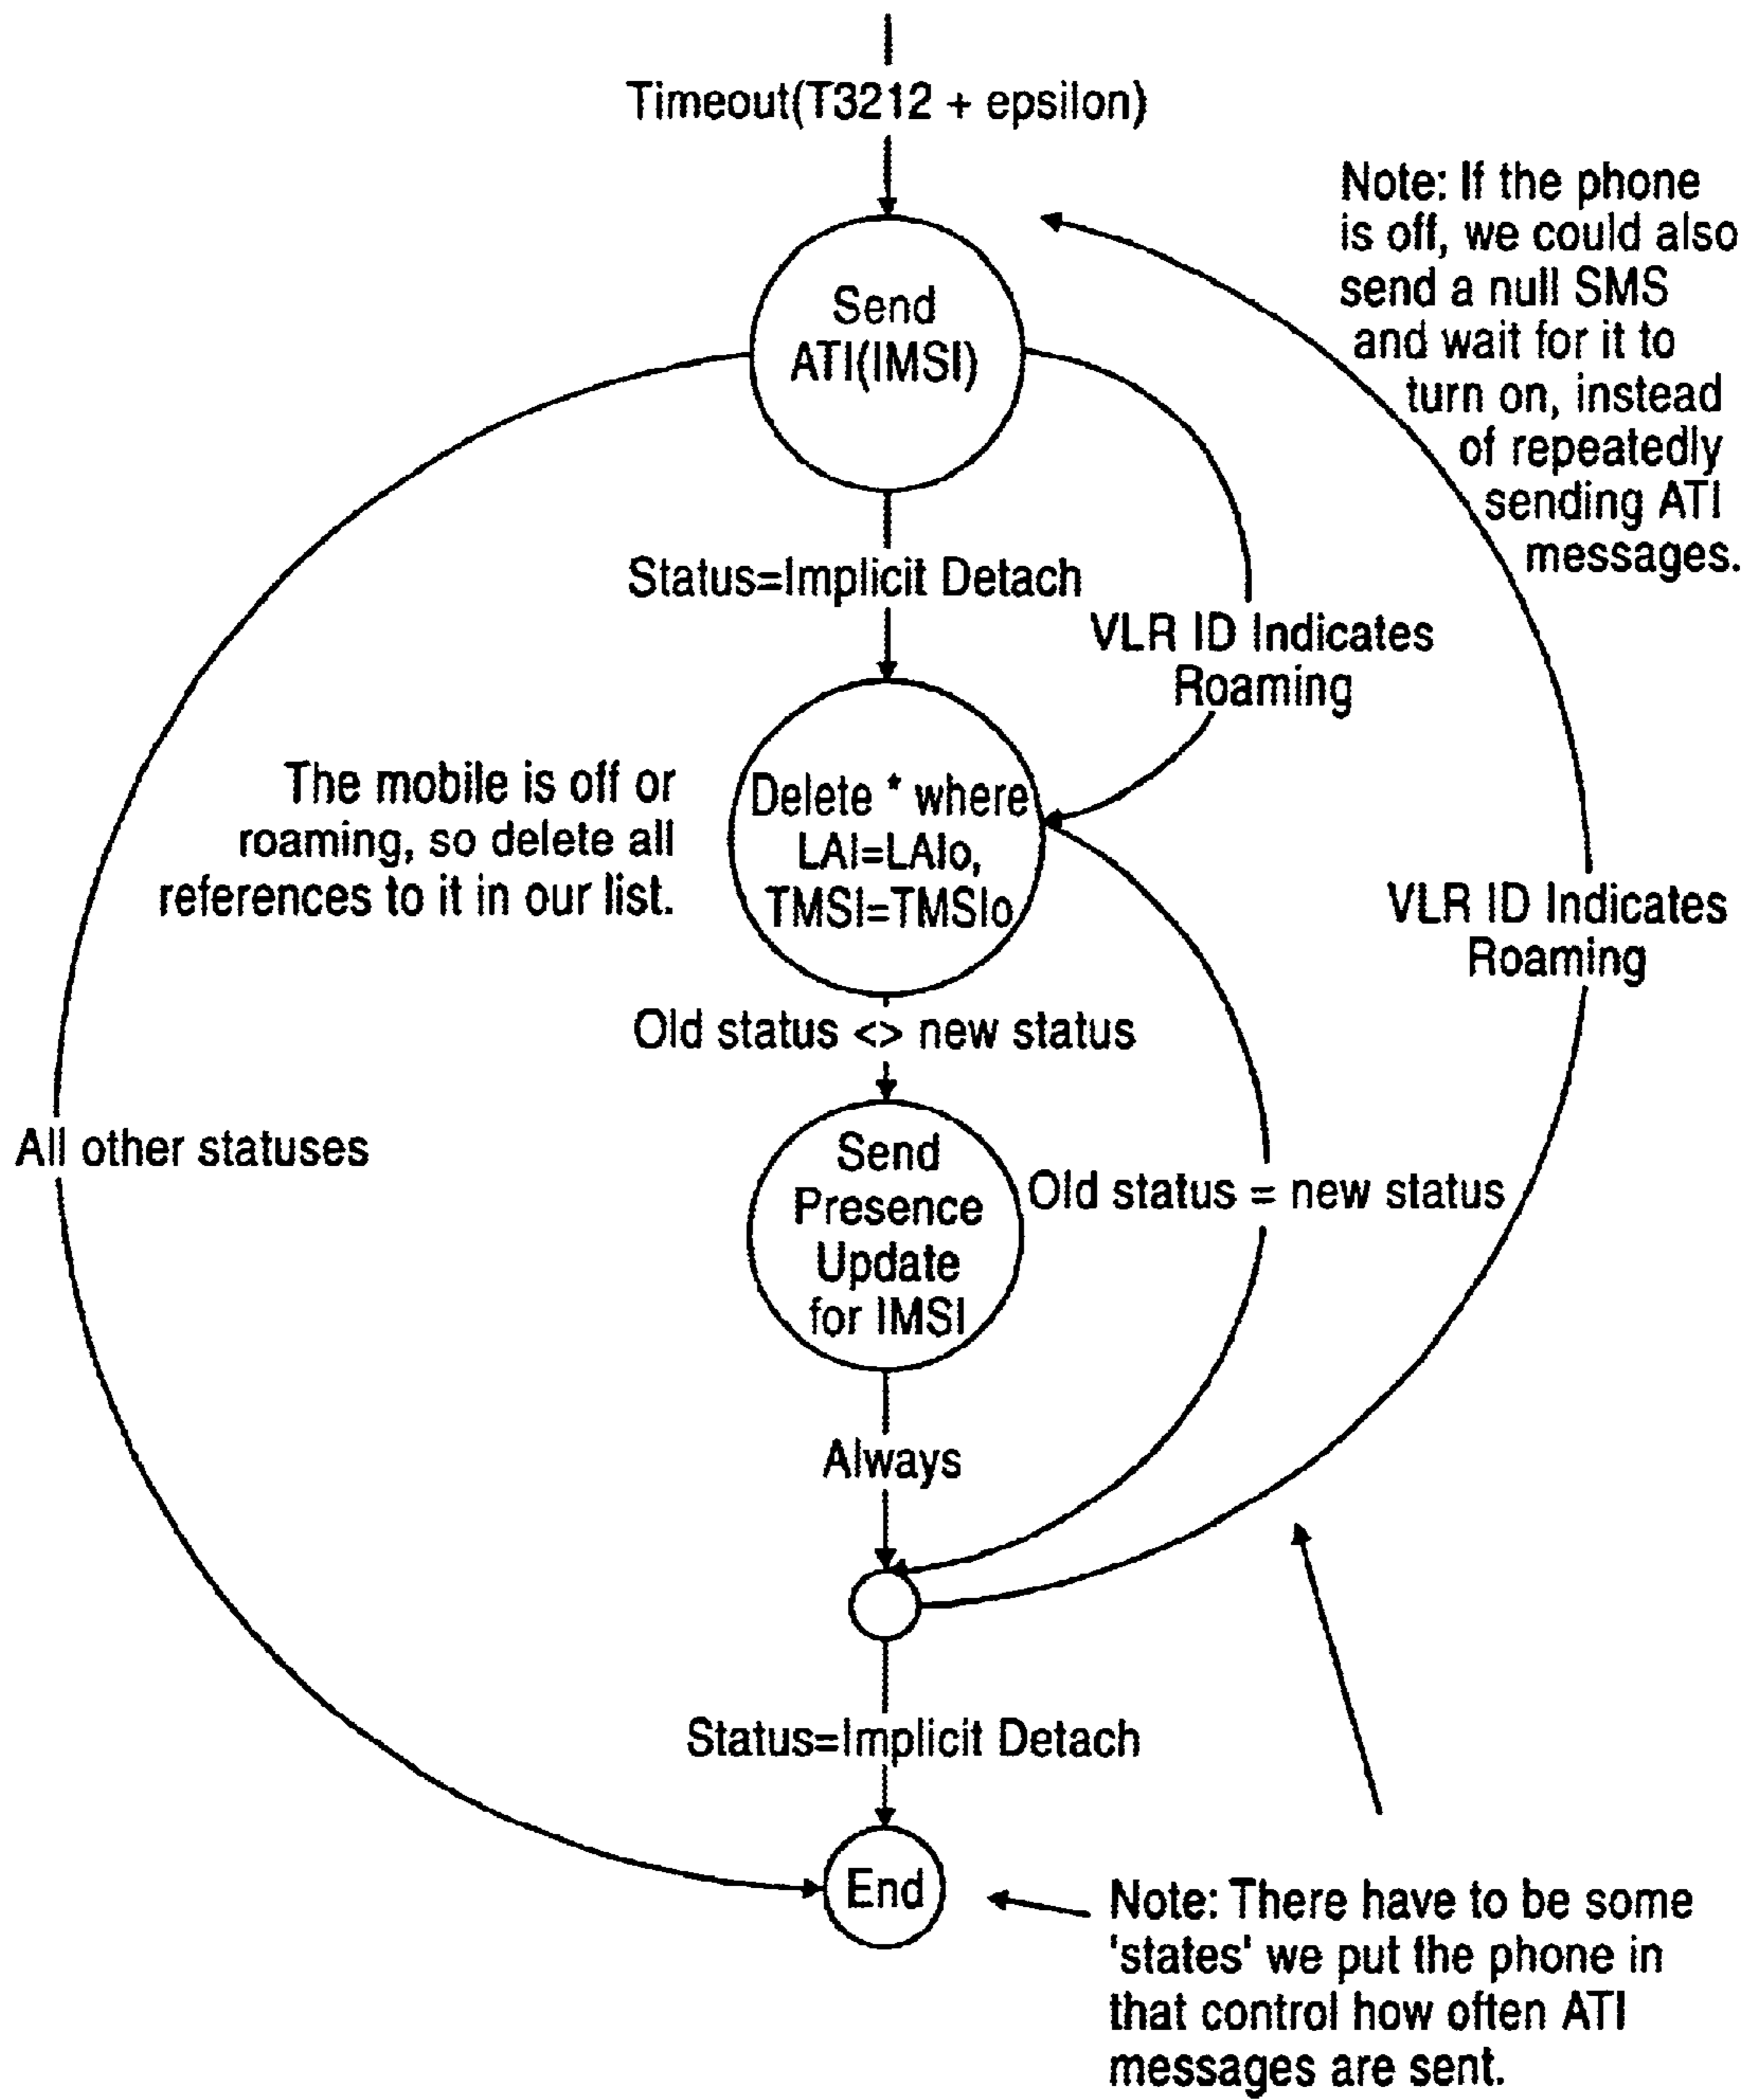 Timeout(T3212 + epsilon)
Note: If the phone
is off, we could also
send a null SMS
and wait for it to
turn on, instead
of repeatedly
sending ATI
messages.
Send
ATI(IMSI)
Status=Implicit Detach
VLR ID Indicates
Roaming
The mobile is off or
roaming, so delete all
references to it in our list.
Delete * where
LAI=LAIo,
TMSI=TMSIo
VLR ID Indicates
Roaming
Old status <> new status
All other statuses
Send
Presence
Update
for IMSI
Old status = new status
Always
Status=Implicit Detach
End
Note: There have to be some
'states' we put the phone in
that control how often ATI
messages are sent.